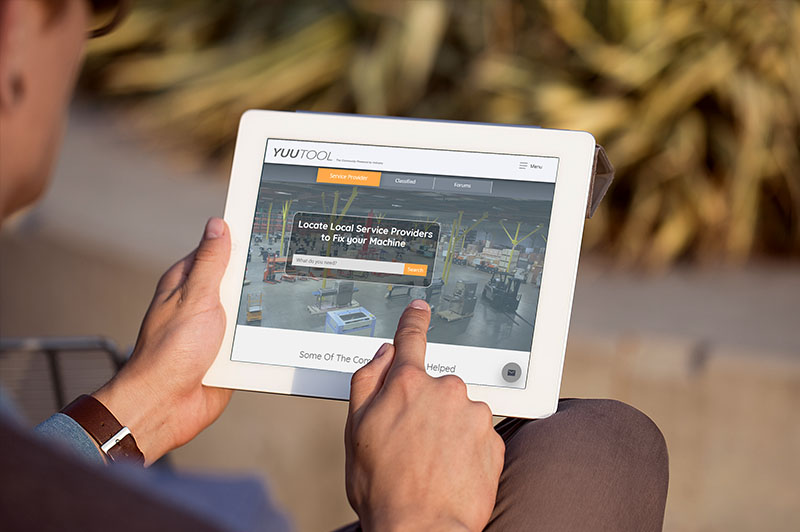 YUUTOOL The Community Powered by Industry
Menu
Service Provider Classified Forums
Locate Local Service Providers
to Fix your Machine
What do you need? Search
Some Of The Com Helped